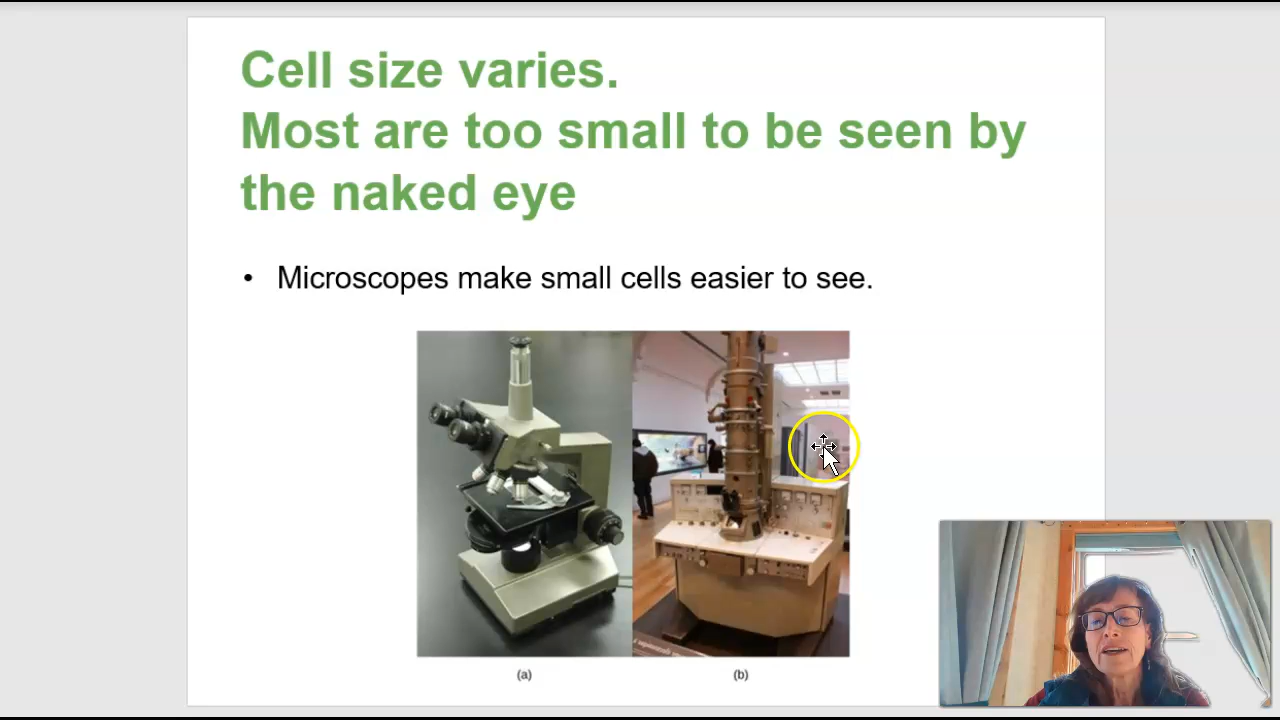 Cell size varies.
Most are too small to be seen by
the naked eye
• Microscopes make small cells easier to see.
(a)
(b)